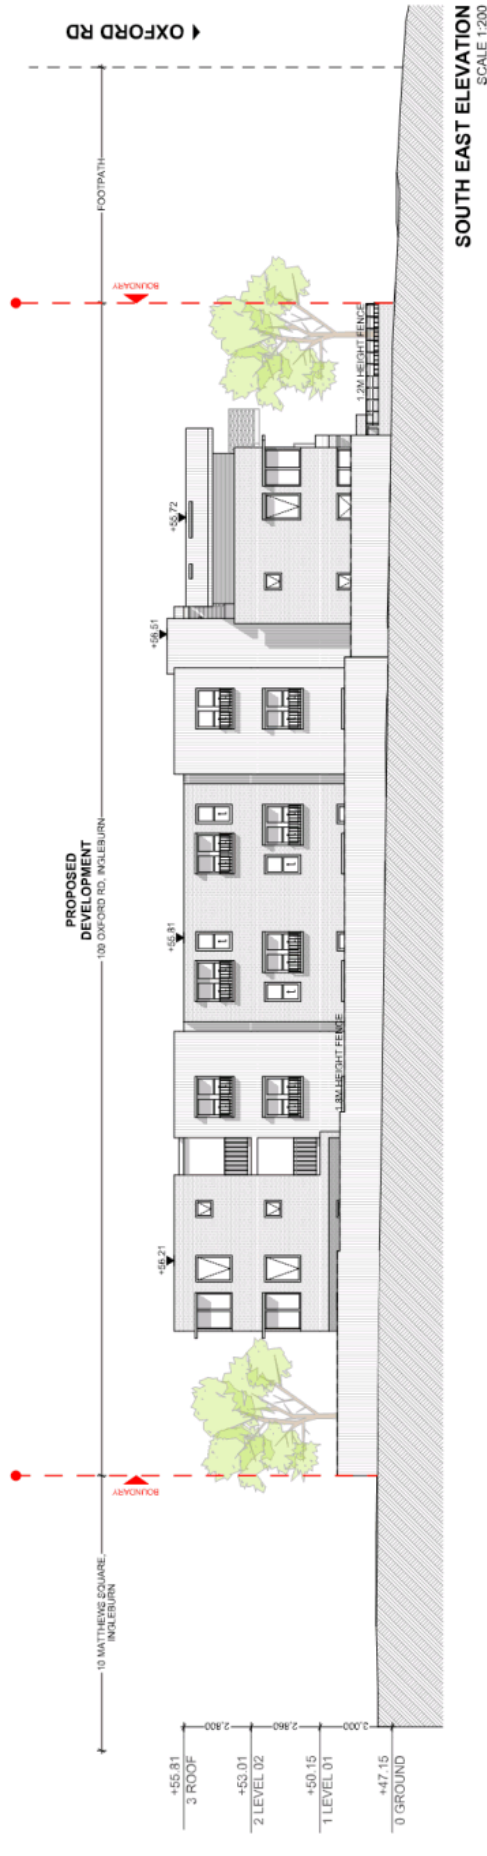 OXFORD RD
FOOTPATH
BOUNDARY
PROPOSED
DEVELOPMENT
109 OXFORD RD, INGLEBURN
10 MATTHEWS SQUARE,
INGLEBURN
BOUNDARY
+55.72
+56.51
+55.81
+56.21
1.2M HEIGHT FENCE
1.8M HEIGHT FENCE
+55.81
3 ROOF
2,800
+53.01
2 LEVEL 02
2,860
+50.15
1 LEVEL 01
3,000
+47.15
0 GROUND
SOUTH EAST ELEVATION
SCALE 1:200